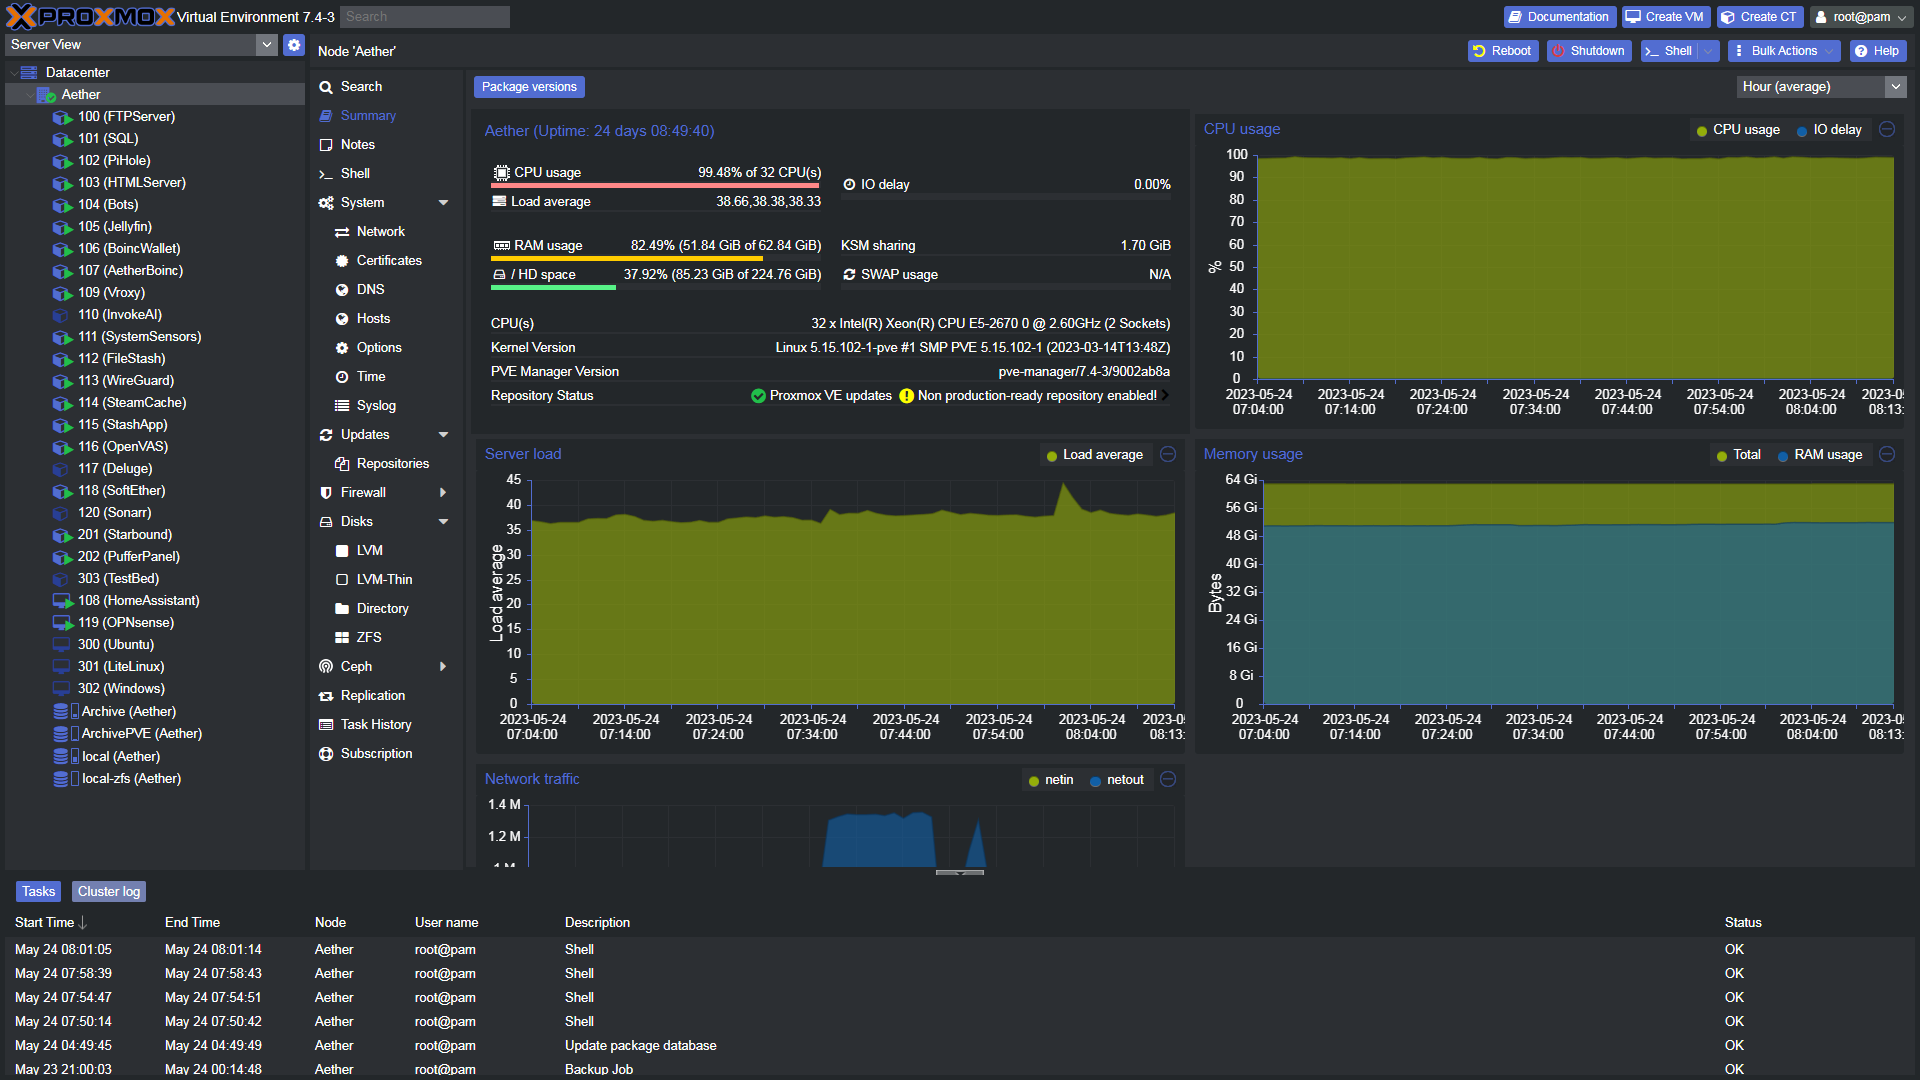 PROXMOX Virtual Environment 7.4-3 Search
Documentation Create VM Create CT root@pam
Server View
Datacenter
Aether
100 (FTPServer)
101 (SQL)
102 (PiHole)
103 (HTMLServer)
104 (Bots)
105 (Jellyfin)
106 (BoincWallet)
107 (AetherBoinc)
109 (Vroxy)
110 (InvokeAI)
111 (SystemSensors)
112 (FileStash)
113 (WireGuard)
114 (SteamCache)
115 (StashApp)
116 (OpenVAS)
117 (Deluge)
118 (SoftEther)
120 (Sonarr)
201 (Starbound)
202 (PufferPanel)
303 (TestBed)
108 (HomeAssistant)
119 (OPNsense)
300 (Ubuntu)
301 (LiteLinux)
302 (Windows)
Archive (Aether)
ArchivePVE (Aether)
local (Aether)
local-zfs (Aether)
Node 'Aether'
Reboot Shutdown Shell Bulk Actions Help
Search
Summary
Notes
Shell
System
Network
Certificates
DNS
Hosts
Options
Time
Syslog
Updates
Repositories
Firewall
Disks
LVM
LVM-Thin
Directory
ZFS
Ceph
Replication
Task History
Subscription
Package versions
Hour (average)
Aether (Uptime: 24 days 08:49:40)
CPU usage 99.48% of 32 CPU(s)
IO delay 0.00%
Load average 38.66,38.38,38.33
RAM usage 82.49% (51.84 GiB of 62.84 GiB)
KSM sharing 1.70 GiB
/ HD space 37.92% (85.23 GiB of 224.76 GiB)
SWAP usage N/A
CPU(s) 32 x Intel(R) Xeon(R) CPU E5-2670 0 @ 2.60GHz (2 Sockets)
Kernel Version Linux 5.15.102-1-pve #1 SMP PVE 5.15.102-1 (2023-03-14T13:48Z)
PVE Manager Version pve-manager/7.4-3/9002ab8a
Repository Status Proxmox VE updates Non production-ready repository enabled!
CPU usage
CPU usage IO delay
%
100
90
80
70
60
50
40
30
20
10
0
2023-05-24 2023-05-24 2023-05-24 2023-05-24 2023-05-24 2023-05-24 2023-05-24 2023-0
07:04:00 07:14:00 07:24:00 07:34:00 07:44:00 07:54:00 08:04:00 08:13:
Server load
Load average
Load average
45
40
35
30
25
20
15
10
5
0
2023-05-24 2023-05-24 2023-05-24 2023-05-24 2023-05-24 2023-05-24 2023-05-24 2023-0
07:04:00 07:14:00 07:24:00 07:34:00 07:44:00 07:54:00 08:04:00 08:13:
Memory usage
Total RAM usage
Bytes
64 Gi
56 Gi
48 Gi
40 Gi
32 Gi
24 Gi
16 Gi
8 Gi
0
2023-05-24 2023-05-24 2023-05-24 2023-05-24 2023-05-24 2023-05-24 2023-05-24 2023-0
07:04:00 07:14:00 07:24:00 07:34:00 07:44:00 07:54:00 08:04:00 08:13:
Network traffic
netin netout
1.4 M
1.2 M
1 M
Tasks Cluster log
Start Time End Time Node User name Description Status
May 24 08:01:05 May 24 08:01:14 Aether root@pam Shell OK
May 24 07:58:39 May 24 07:58:43 Aether root@pam Shell OK
May 24 07:54:47 May 24 07:54:51 Aether root@pam Shell OK
May 24 07:50:14 May 24 07:50:42 Aether root@pam Shell OK
May 24 04:49:45 May 24 04:49:49 Aether root@pam Update package database OK
May 23 21:00:03 May 24 00:14:48 Aether root@pam Backup Job OK